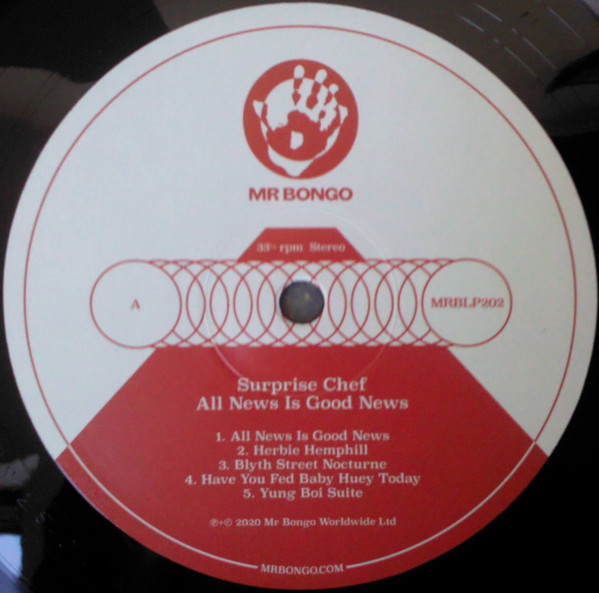 MR BONGO
33⅓ rpm Stereo
A
MRBLP202
Surprise Chef
All News Is Good News
1. All News Is Good News
2. Herbie Hemphill
3. Blyth Street Nocturne
4. Have You Fed Baby Huey Today
5. Yung Boi Suite
℗+© 2020 Mr Bongo Worldwide Ltd
MRBONGO.COM